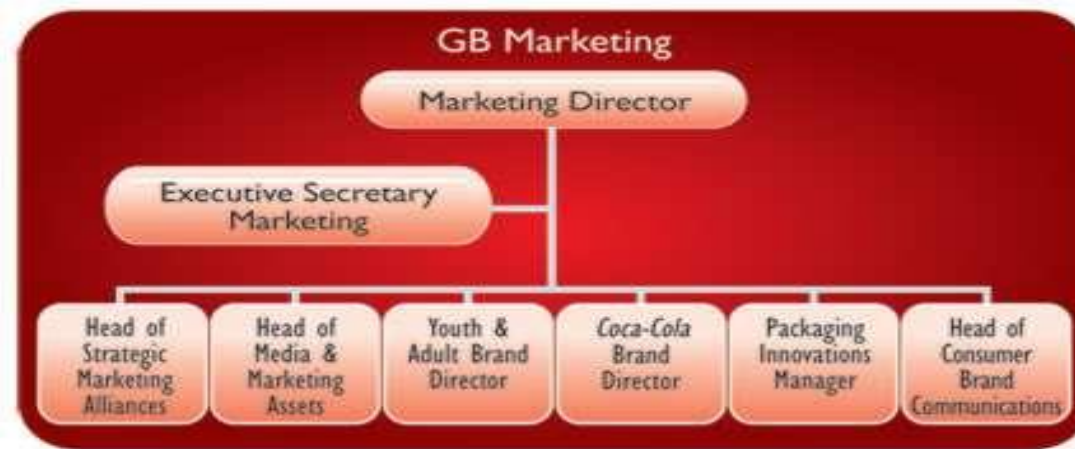 GB Marketing
Marketing Director
Executive Secretary
Marketing
Head of
Strategic
Marketing
Alliances
Head of
Media &
Marketing
Assets
Youth &
Adult Brand
Director
Coca-Cola
Brand
Director
Packaging
Innovations
Manager
Head of
Consumer
Brand
Communications